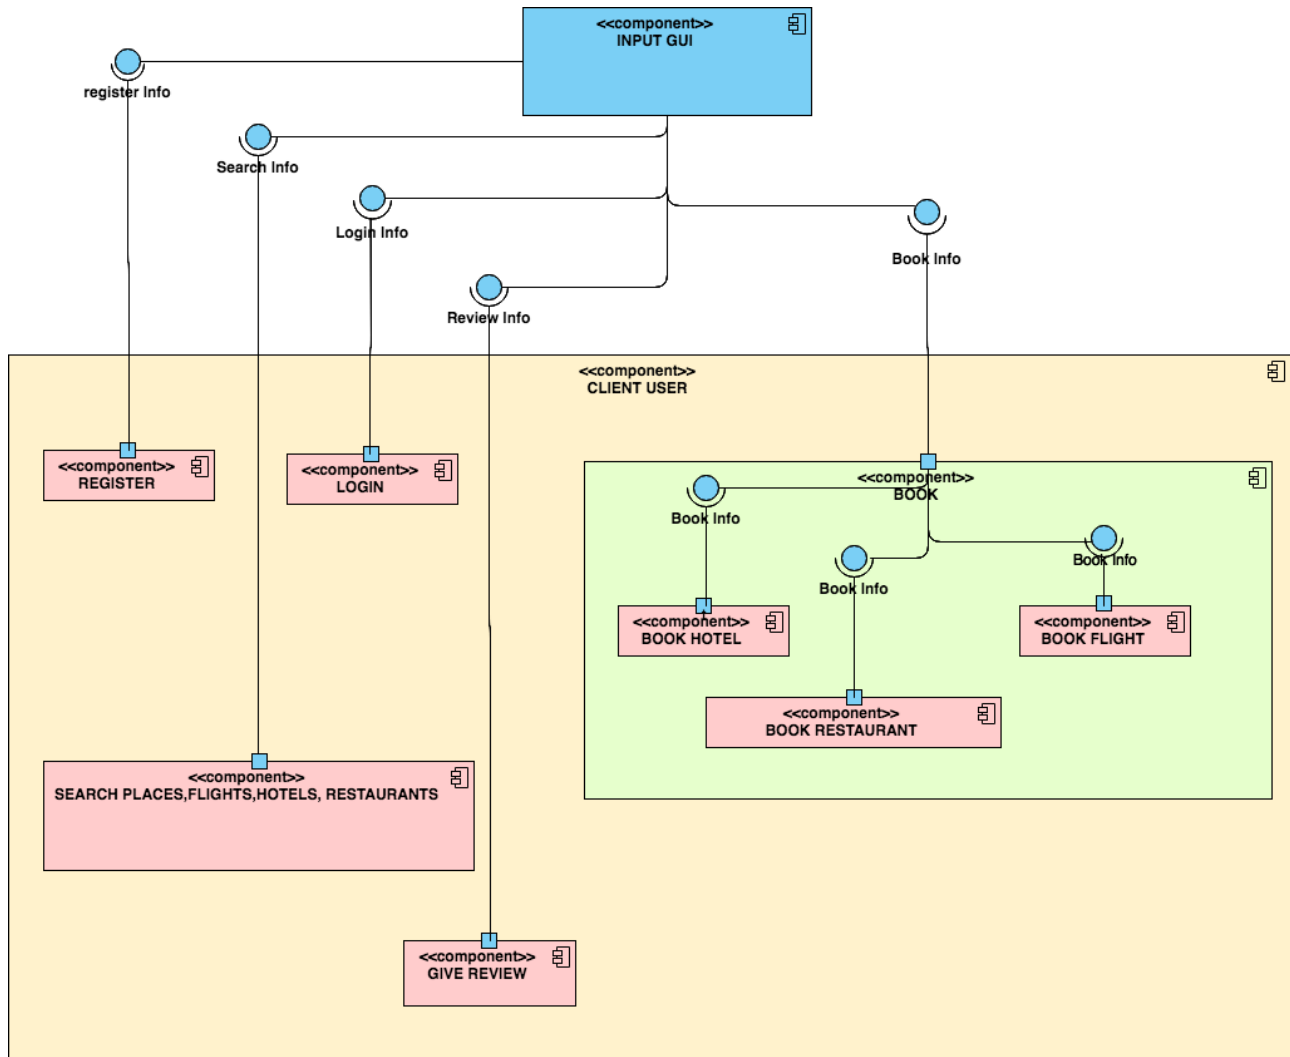 <<component>>
INPUT GUI
register Info
Search Info
Login Info
Book Info
Review Info
<<component>>
CLIENT USER
<<component>>
REGISTER
<<component>>
LOGIN
<<component>>
BOOK
Book Info
Book Info
Book Info
<<component>>
BOOK HOTEL
<<component>>
BOOK FLIGHT
<<component>>
BOOK RESTAURANT
<<component>>
SEARCH PLACES,FLIGHTS,HOTELS, RESTAURANTS
<<component>>
GIVE REVIEW